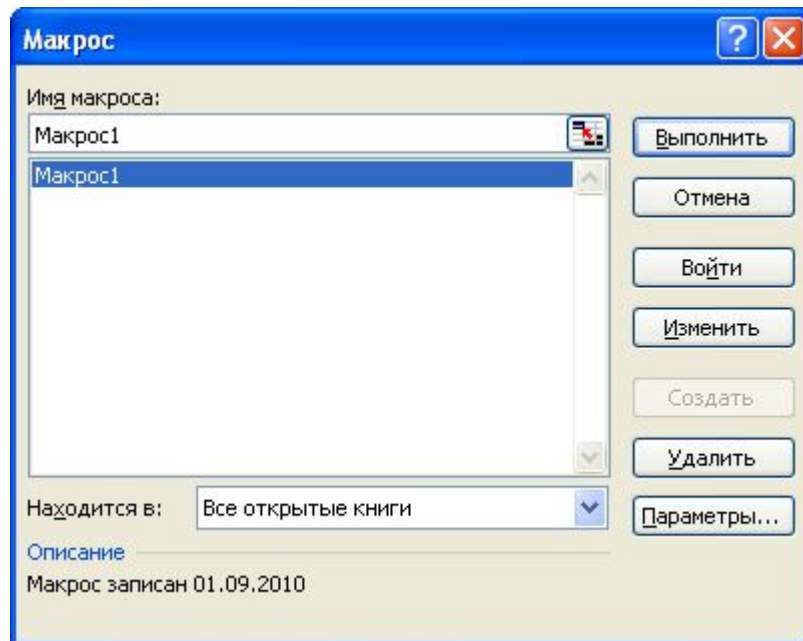 Макрос
Имя макроса:
Макрос1
Макрос1
Выполнить
Отмена
Войти
Изменить
Создать
Удалить
Параметры...
Находится в:
Все открытые книги
Описание
Макрос записан 01.09.2010